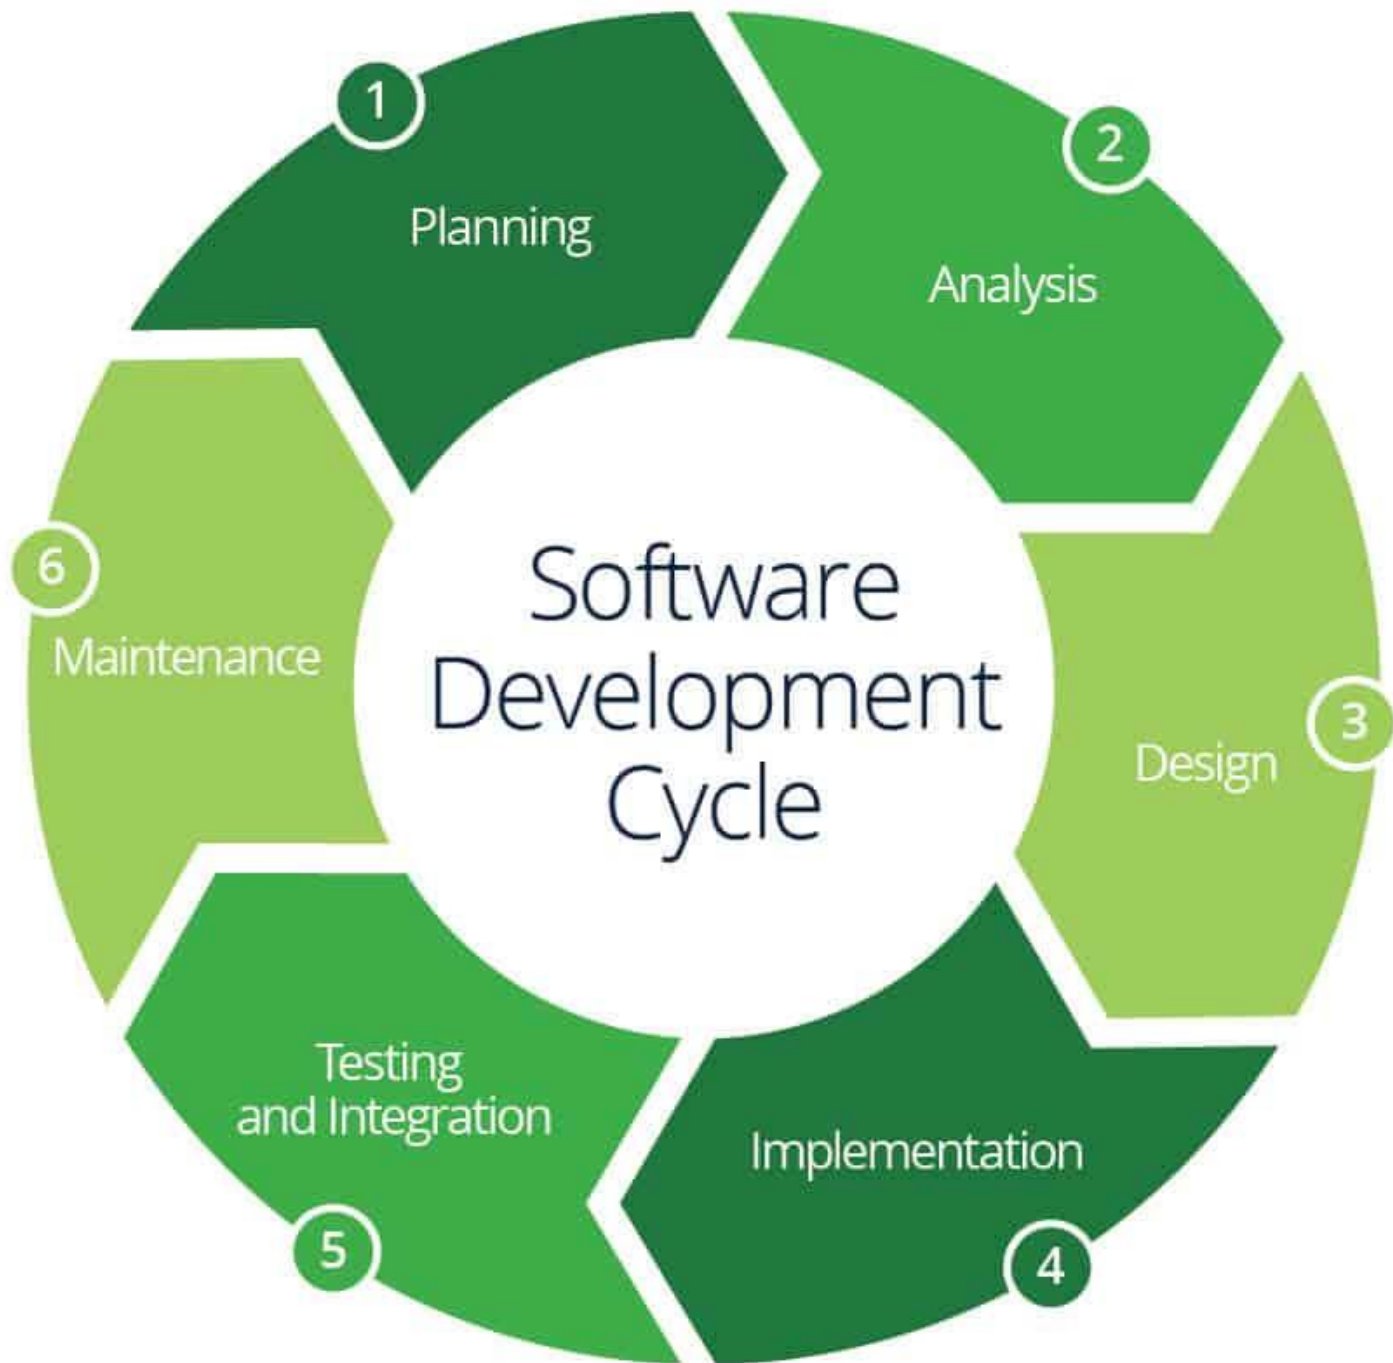 Software
Development
Cycle
1
Planning
2
Analysis
3
Design
4
Implementation
5
Testing
and Integration
6
Maintenance